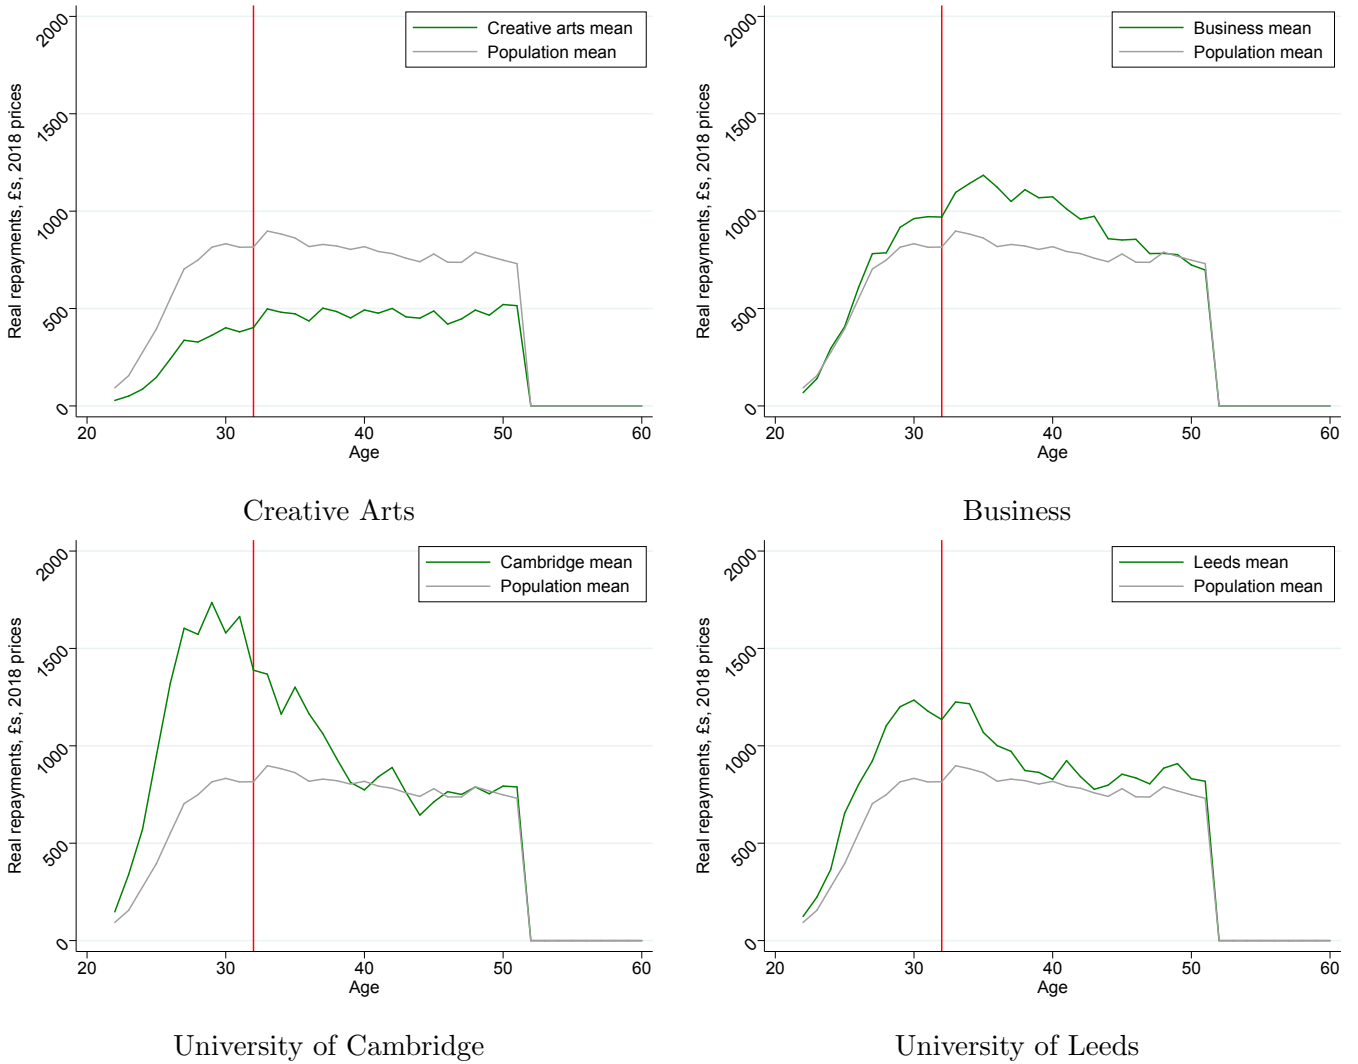 Real repayments, £s, 2018 prices
2000
1500
1000
500
0
Creative arts mean
Population mean
20 30 40 50 60
Age
Creative Arts
Real repayments, £s, 2018 prices
2000
1500
1000
500
0
Business mean
Population mean
20 30 40 50 60
Age
Business
Real repayments, £s, 2018 prices
2000
1500
1000
500
0
Cambridge mean
Population mean
20 30 40 50 60
Age
University of Cambridge
Real repayments, £s, 2018 prices
2000
1500
1000
500
0
Leeds mean
Population mean
20 30 40 50 60
Age
University of Leeds